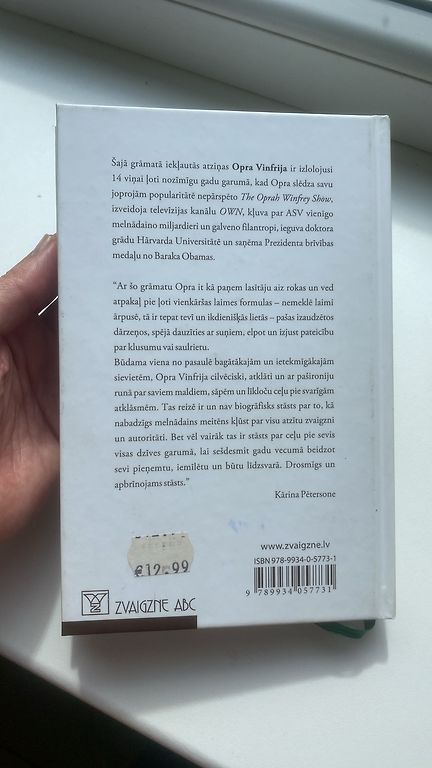 Šajā grāmatā iekļautās atziņas Opra Vinfrija ir izlolojusi
14 viņai ļoti nozīmīgu gadu garumā, kad Opra slēdza savu
joprojām popularitātē nepārspēto The Oprah Winfrey Show,
izveidoja televīzijas kanālu OWN, kļuva par ASV vienīgo
melnādaino miljardieri un galveno filantropi, ieguva doktora
grādu Hārvarda Universitātē un saņēma Prezidenta brīvības
medaļu no Baraka Obamas.
“Ar šo grāmatu Opra it kā paņem lasītāju aiz rokas un ved
atpakaļ pie ļoti vienkāršas laimes formulas – nemeklē laimi
ārpusē, tā ir tepat tevī un ikdienišķās lietās – pašas izaudzētos
dārzeņos, spējā dauzīties ar suņiem, elpot un izjust pateicību
par klusumu vai saulrietu.
Būdama viena no pasaulē bagātākajām un ietekmīgākajām
sievietēm, Opra Vinfrija cilvēciski, atklāti un ar pašironiju
runā par saviem maldiem, sāpēm un līkloču ceļu pie svarīgām
atklāsmēm. Tas reizē ir un nav biogrāfisks stāsts par to, kā
nabadzīgs melnādains meitēns kļūst par visu atzītu zvaigzni
un autoritāti. Bet vēl vairāk tas ir stāsts par ceļu pie sevis
visas dzīves garumā, lai sešdesmit gadu vecumā beidzot
sevi pieņemtu, iemīlētu un būtu līdzsvarā. Drosmīgs un
apbrīnojams stāsts.”
Kārina Pētersone
€12.99
www.zvaigzne.lv
ISBN 978-9934-0-5773-1
9 789934 057731
ZVAIGZNE ABC